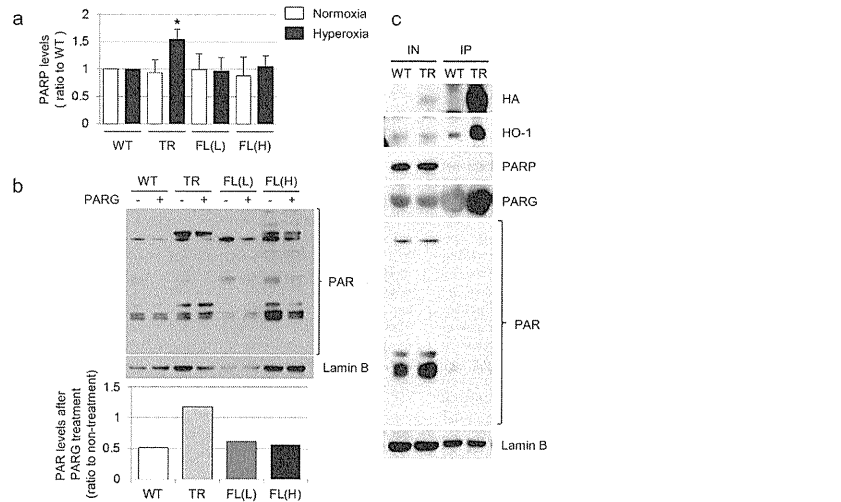 a
PARP levels
( ratio to WT )
2
1.5
1
0.5
0
*
Normoxia
Hyperoxia
WT TR FL(L) FL(H)
b
WT TR FL(L) FL(H)
PARG - + - + - + - +
PAR
Lamin B
PAR levels after
PARG treatment
(ratio to non-treatment)
1.5
1
0.5
0
WT TR FL(L) FL(H)
c
IN IP
WT TR WT TR
HA
HO-1
PARP
PARG
PAR
Lamin B